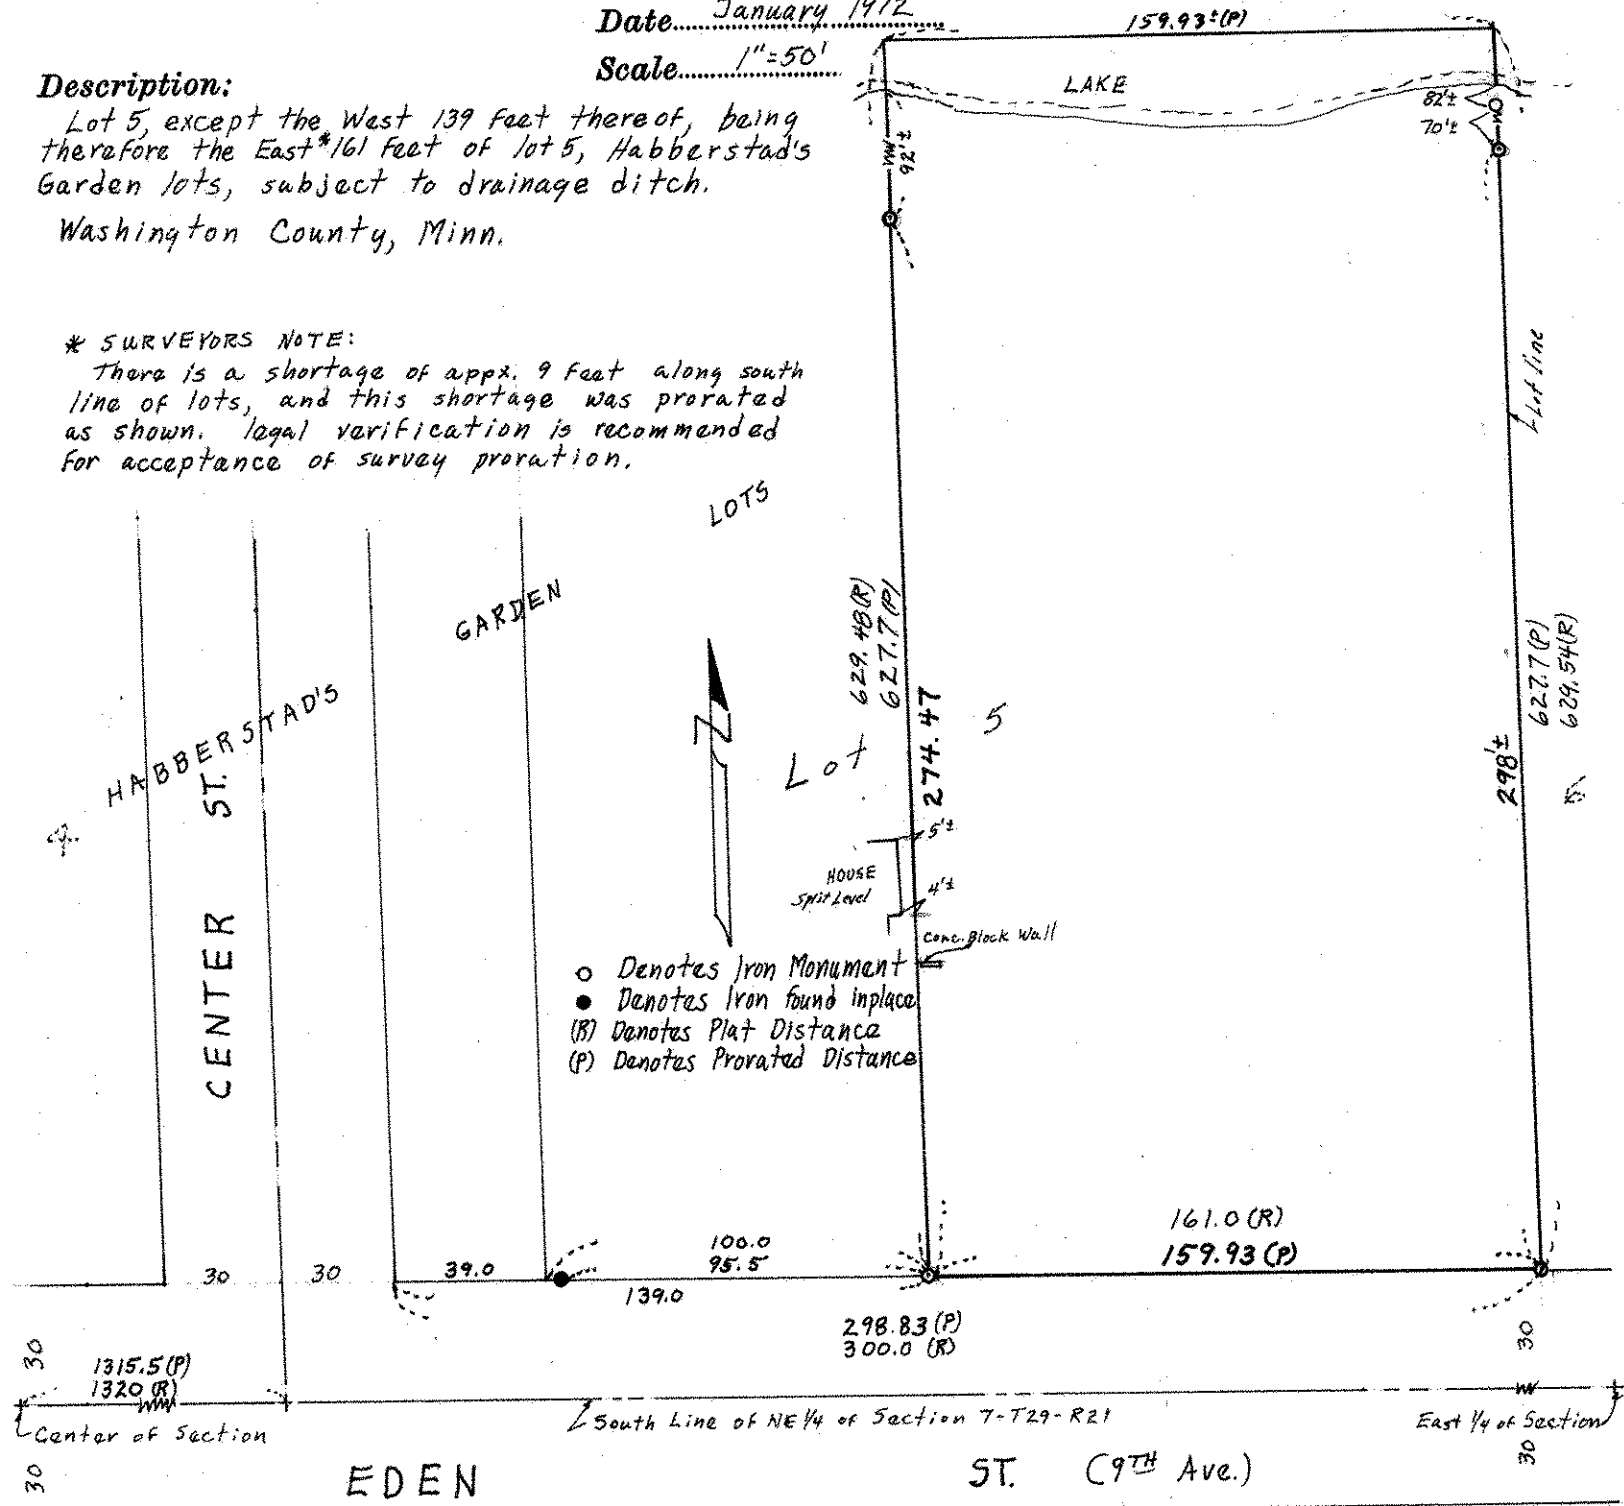 Date January 1972
Scale 1"=50'
Description:
Lot 5, except the West 139 feet thereof, being
therefore the East *161 feet of lot 5, Habberstad's
Garden lots, subject to drainage ditch.
Washington County, Minn.
* SURVEYORS NOTE:
There is a shortage of appx. 9 feet along south
line of lots, and this shortage was prorated
as shown. legal verification is recommended
for acceptance of survey proration.
159.93±(P)
LAKE
82'±
70'±
92'±
Lot line
LOTS
GARDEN
HABBERSTAD'S
CENTER ST.
4
N
Lot 5
629.48(R)
627.7(P)
274.47
627.7(P)
629.54(R)
298'±
5'±
HOUSE
Split Level
4'±
Conc. Block Wall
○ Denotes Iron Monument
● Denotes Iron found inplace
(R) Denotes Plat Distance
(P) Denotes Prorated Distance
161.0 (R)
159.93 (P)
30
30
39.0
100.0
95.5
139.0
298.83 (P)
300.0 (R)
30
30
1315.5(P)
1320 (R)
Center of Section
South Line of NE 1/4 of Section 7-T29-R21
East 1/4 of Section
30
30
EDEN ST. (9TH Ave.)